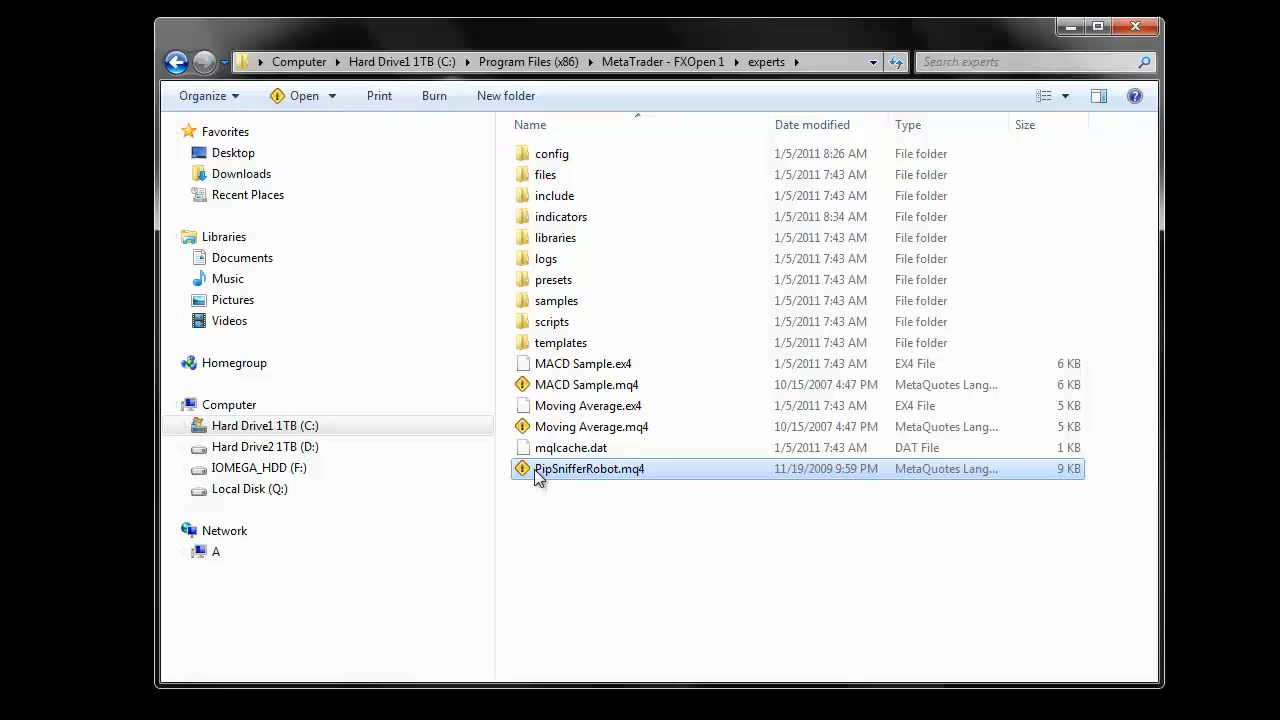 Computer Hard Drive1 1TB (C:) Program Files (x86) MetaTrader - FXOpen 1 experts
Search experts
Organize Open Print Burn New folder
Favorites
Desktop
Downloads
Recent Places
Libraries
Documents
Music
Pictures
Videos
Homegroup
Computer
Hard Drive1 1TB (C:)
Hard Drive2 1TB (D:)
IOMEGA_HDD (F:)
Local Disk (Q:)
Network
A
Name Date modified Type Size
config 1/5/2011 8:26 AM File folder
files 1/5/2011 7:43 AM File folder
include 1/5/2011 7:43 AM File folder
indicators 1/5/2011 8:34 AM File folder
libraries 1/5/2011 7:43 AM File folder
logs 1/5/2011 7:43 AM File folder
presets 1/5/2011 7:43 AM File folder
samples 1/5/2011 7:43 AM File folder
scripts 1/5/2011 7:43 AM File folder
templates 1/5/2011 7:43 AM File folder
MACD Sample.ex4 1/5/2011 7:43 AM EX4 File 6 KB
MACD Sample.mq4 10/15/2007 4:47 PM MetaQuotes Lang... 6 KB
Moving Average.ex4 1/5/2011 7:43 AM EX4 File 5 KB
Moving Average.mq4 10/15/2007 4:47 PM MetaQuotes Lang... 5 KB
mqlcache.dat 1/5/2011 7:43 AM DAT File 1 KB
PipSnifferRobot.mq4 11/19/2009 9:59 PM MetaQuotes Lang... 9 KB